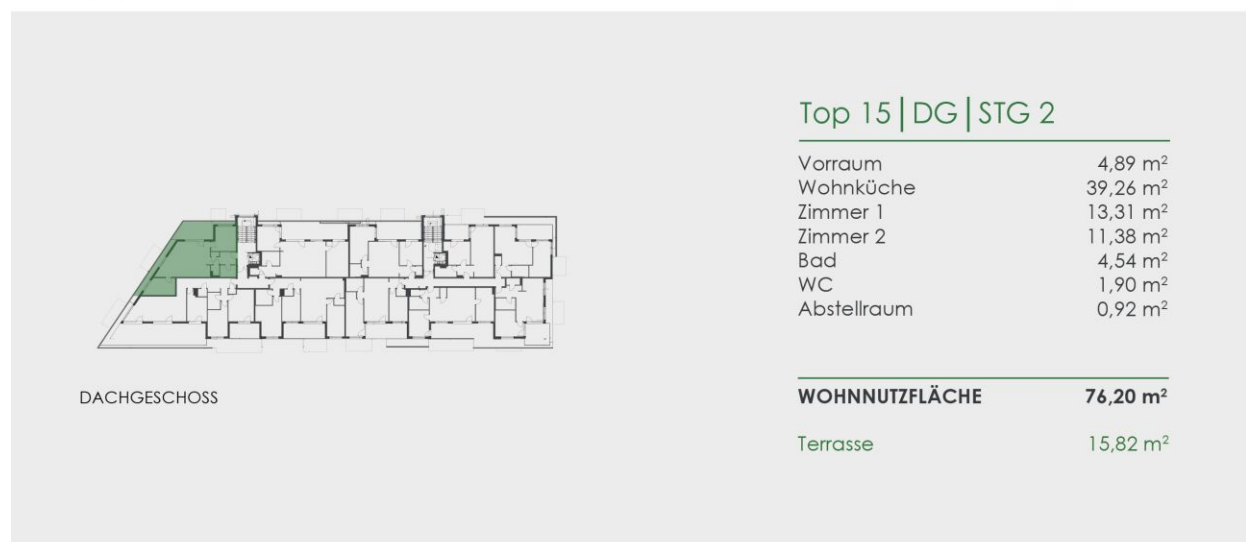 Top 15|DG|STG 2
Vorraum 4,89 m²
Wohnküche 39,26 m²
Zimmer 1 13,31 m²
Zimmer 2 11,38 m²
Bad 4,54 m²
WC 1,90 m²
Abstellraum 0,92 m²
DACHGESCHOSS
WOHNNUTZFLÄCHE 76,20 m²
Terrasse 15,82 m²